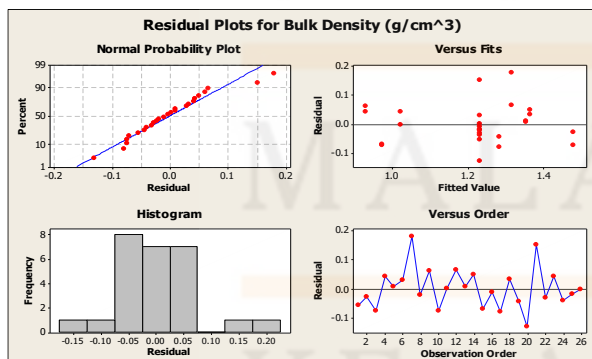 Residual Plots for Bulk Density (g/cm^3)
Normal Probability Plot
99
90
50
10
1
Percent
-0.2 -0.1 0.0 0.1 0.2
Residual
Versus Fits
0.2
0.1
0.0
-0.1
Residual
1.0 1.2 1.4
Fitted Value
Histogram
8
6
4
2
0
Frequency
-0.15 -0.10 -0.05 0.00 0.05 0.10 0.15 0.20
Residual
Versus Order
0.2
0.1
0.0
-0.1
Residual
2 4 6 8 10 12 14 16 18 20 22 24 26
Observation Order
MALA